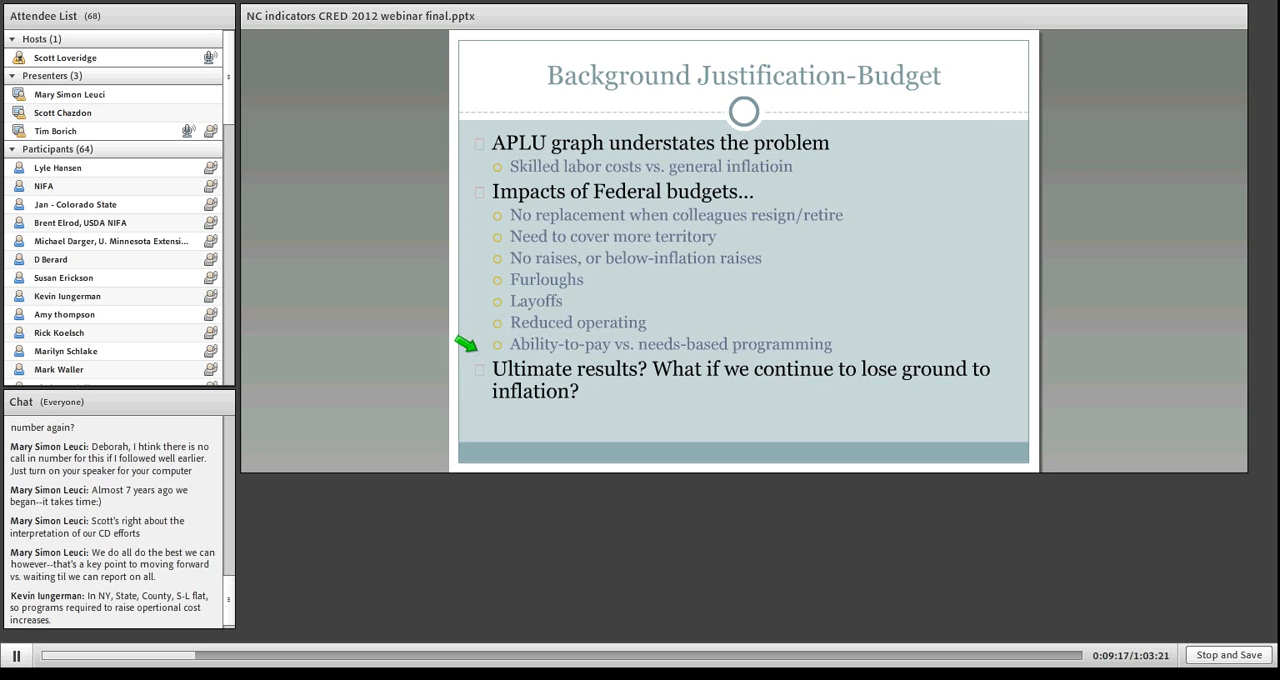 Attendee List (68)
Hosts (1)
Scott Loveridge
Presenters (3)
Mary Simon Leuci
Scott Chazdon
Tim Borich
Participants (64)
Lyle Hansen
NIFA
Jan - Colorado State
Brent Elrod, USDA NIFA
Michael Darger, U. Minnesota Extensi...
D Berard
Susan Erickson
Kevin Iungerman
Amy thompson
Rick Koelsch
Marilyn Schlake
Mark Waller
Chat (Everyone)
number again?
Mary Simon Leuci: Deborah, I htink there is no
call in number for this if I followed well earlier.
Just turn on your speaker for your computer
Mary Simon Leuci: Almost 7 years ago we
began--it takes time:)
Mary Simon Leuci: Scott's right about the
interpretation of our CD efforts
Mary Simon Leuci: We do all do the best we can
however--that's a key point to moving forward
vs. waiting til we can report on all.
Kevin Iungerman: In NY, State, County, S-L flat,
so programs required to raise opertional cost
increases.
NC indicators CRED 2012 webinar final.pptx
Background Justification-Budget
APLU graph understates the problem
Skilled labor costs vs. general inflatioin
Impacts of Federal budgets...
No replacement when colleagues resign/retire
Need to cover more territory
No raises, or below-inflation raises
Furloughs
Layoffs
Reduced operating
Ability-to-pay vs. needs-based programming
Ultimate results? What if we continue to lose ground to
inflation?
0:09:17/1:03:21
Stop and Save